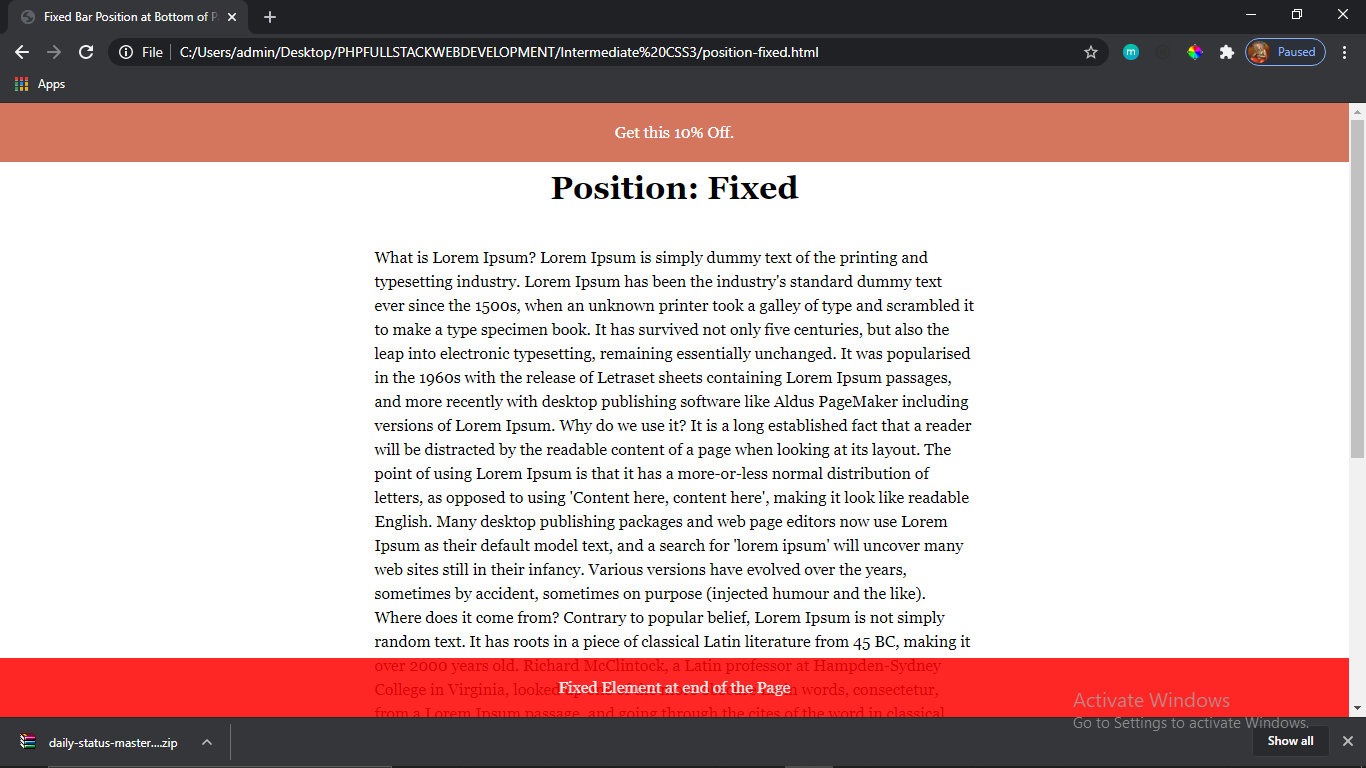 Fixed Bar Position at Bottom of P
File
C:/Users/admin/Desktop/PHPFULLSTACKWEBDEVELOPMENT/Intermediate%20CSS3/position-fixed.html
m
Paused
Apps
Get this 10% Off.
Position: Fixed
What is Lorem Ipsum? Lorem Ipsum is simply dummy text of the printing and
typesetting industry. Lorem Ipsum has been the industry's standard dummy text
ever since the 1500s, when an unknown printer took a galley of type and scrambled it
to make a type specimen book. It has survived not only five centuries, but also the
leap into electronic typesetting, remaining essentially unchanged. It was popularised
in the 1960s with the release of Letraset sheets containing Lorem Ipsum passages,
and more recently with desktop publishing software like Aldus PageMaker including
versions of Lorem Ipsum. Why do we use it? It is a long established fact that a reader
will be distracted by the readable content of a page when looking at its layout. The
point of using Lorem Ipsum is that it has a more-or-less normal distribution of
letters, as opposed to using 'Content here, content here', making it look like readable
English. Many desktop publishing packages and web page editors now use Lorem
Ipsum as their default model text, and a search for 'lorem ipsum' will uncover many
web sites still in their infancy. Various versions have evolved over the years,
sometimes by accident, sometimes on purpose (injected humour and the like).
Where does it come from? Contrary to popular belief, Lorem Ipsum is not simply
random text. It has roots in a piece of classical Latin literature from 45 BC, making it
over 2000 years old. Richard McClintock, a Latin professor at Hampden-Sydney
College in Virginia, looked words, consectetur,
Fixed Element at end of the Page
from a Lorem Ipsum passage, and going through the cites of the word in classical
Activate Windows
Go to Settings to activate Windows.
daily-status-master....zip
Show all